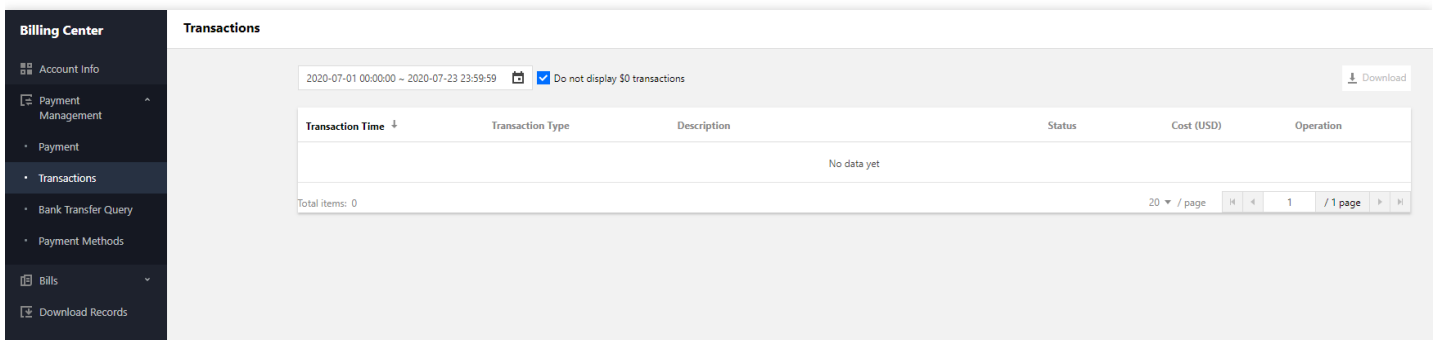 Billing Center
Transactions
Account Info
Payment
Management
Payment
Transactions
Bank Transfer Query
Payment Methods
Bills
Download Records
2020-07-01 00:00:00 ~ 2020-07-23 23:59:59
Do not display $0 transactions
Download
Transaction Time Transaction Type Description Status Cost (USD) Operation
No data yet
Total items: 0
20 / page 1 / 1 page